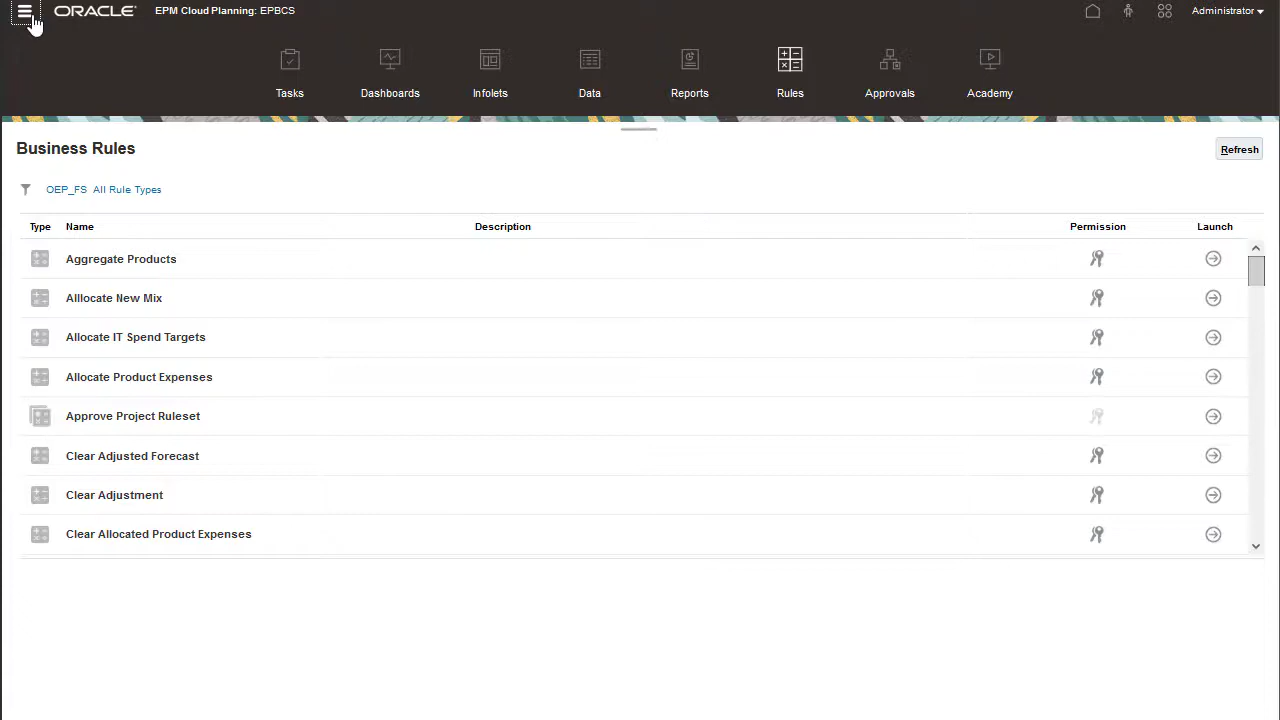 ORACLE EPM Cloud Planning: EPBCS Administrator
Tasks Dashboards Infolets Data Reports Rules Approvals Academy
Business Rules Refresh
OEP_FS All Rule Types
Type Name Description Permission Launch
Aggregate Products
Alllocate New Mix
Allocate IT Spend Targets
Allocate Product Expenses
Approve Project Ruleset
Clear Adjusted Forecast
Clear Adjustment
Clear Allocated Product Expenses